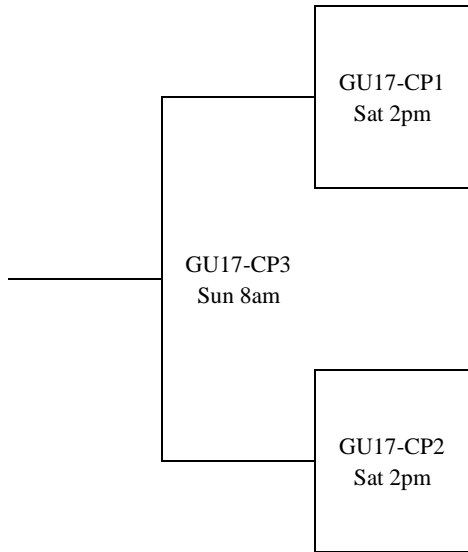 GU17-CP1
Sat 2pm
GU17-CP3
Sun 8am
GU17-CP2
Sat 2pm